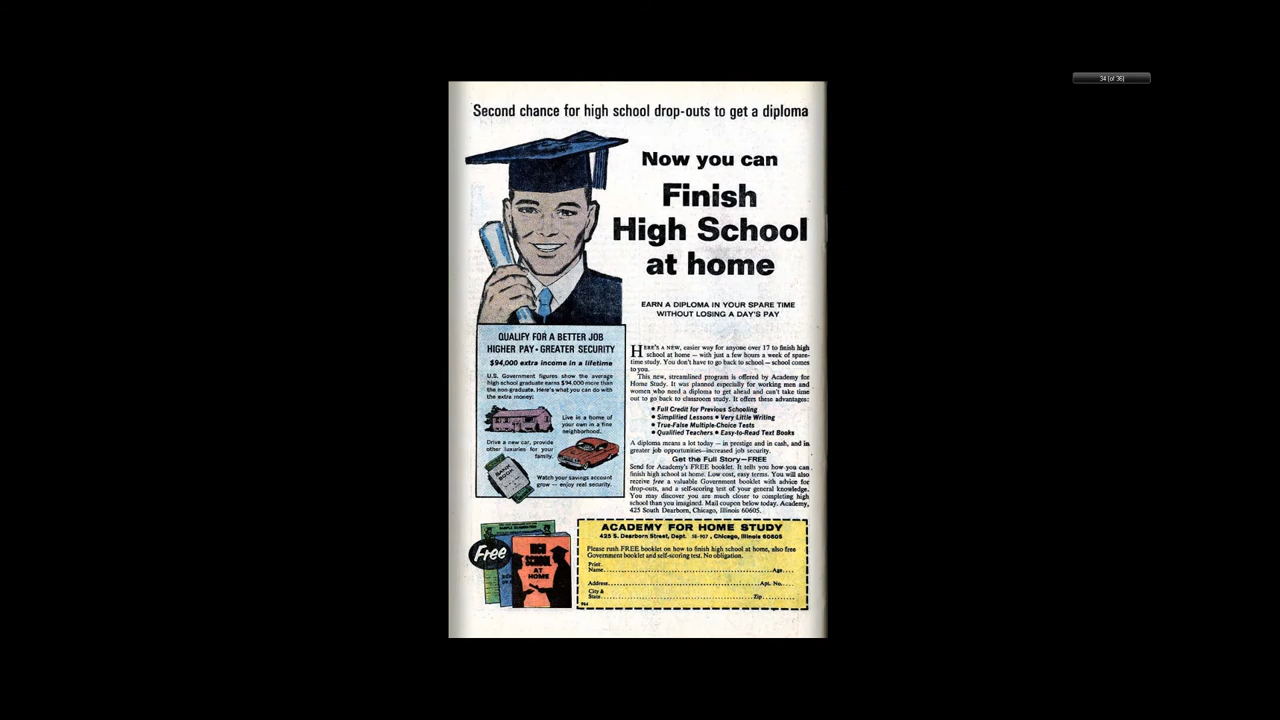 34 (of 36)
Second chance for high school drop-outs to get a diploma
Now you can
Finish
High School
at home
EARN A DIPLOMA IN YOUR SPARE TIME
WITHOUT LOSING A DAY'S PAY
QUALIFY FOR A BETTER JOB
HIGHER PAY • GREATER SECURITY
$94,000 extra income in a lifetime
U.S. Government figures show the average
high school graduate earns $94,000 more than
the non-graduate. Here's what you can do with
the extra money:
Live in a home of
your own in a fine
neighborhood.
Drive a new car, provide
other luxuries for your
family.
BANK
BOOK
Watch your savings account
grow — enjoy real security.
HERE'S A NEW, easier way for anyone over 17 to finish high
school at home — with just a few hours a week of spare-
time study. You don't have to go back to school — school comes
to you.
This new, streamlined program is offered by Academy for
Home Study. It was planned especially for working men and
women who need a diploma to get ahead and can't take time
out to go back to classroom study. It offers these advantages:
• Full Credit for Previous Schooling
• Simplified Lessons • Very Little Writing
• True-False Multiple-Choice Tests
• Qualified Teachers • Easy-to-Read Text Books
A diploma means a lot today — in prestige and in cash, and in
greater job opportunities—increased job security.
Get the Full Story—FREE
Send for Academy's FREE booklet. It tells you how you can
finish high school at home. Low cost, easy terms. You will also
receive free a valuable Government booklet with advice for
drop-outs, and a self-scoring test of your general knowledge.
You may discover you are much closer to completing high
school than you imagined. Mail coupon below today. Academy,
425 South Dearborn, Chicago, Illinois 60605.
Free
HIGH
SCHOOL
AT
HOME
ACADEMY FOR HOME STUDY
425 S. Dearborn Street, Dept. 58-907, Chicago, Illinois 60605
Please rush FREE booklet on how to finish high school at home, also free
Government booklet and self-scoring test. No obligation.
Print
Name Age
Address Apt. No.
City &
State Zip